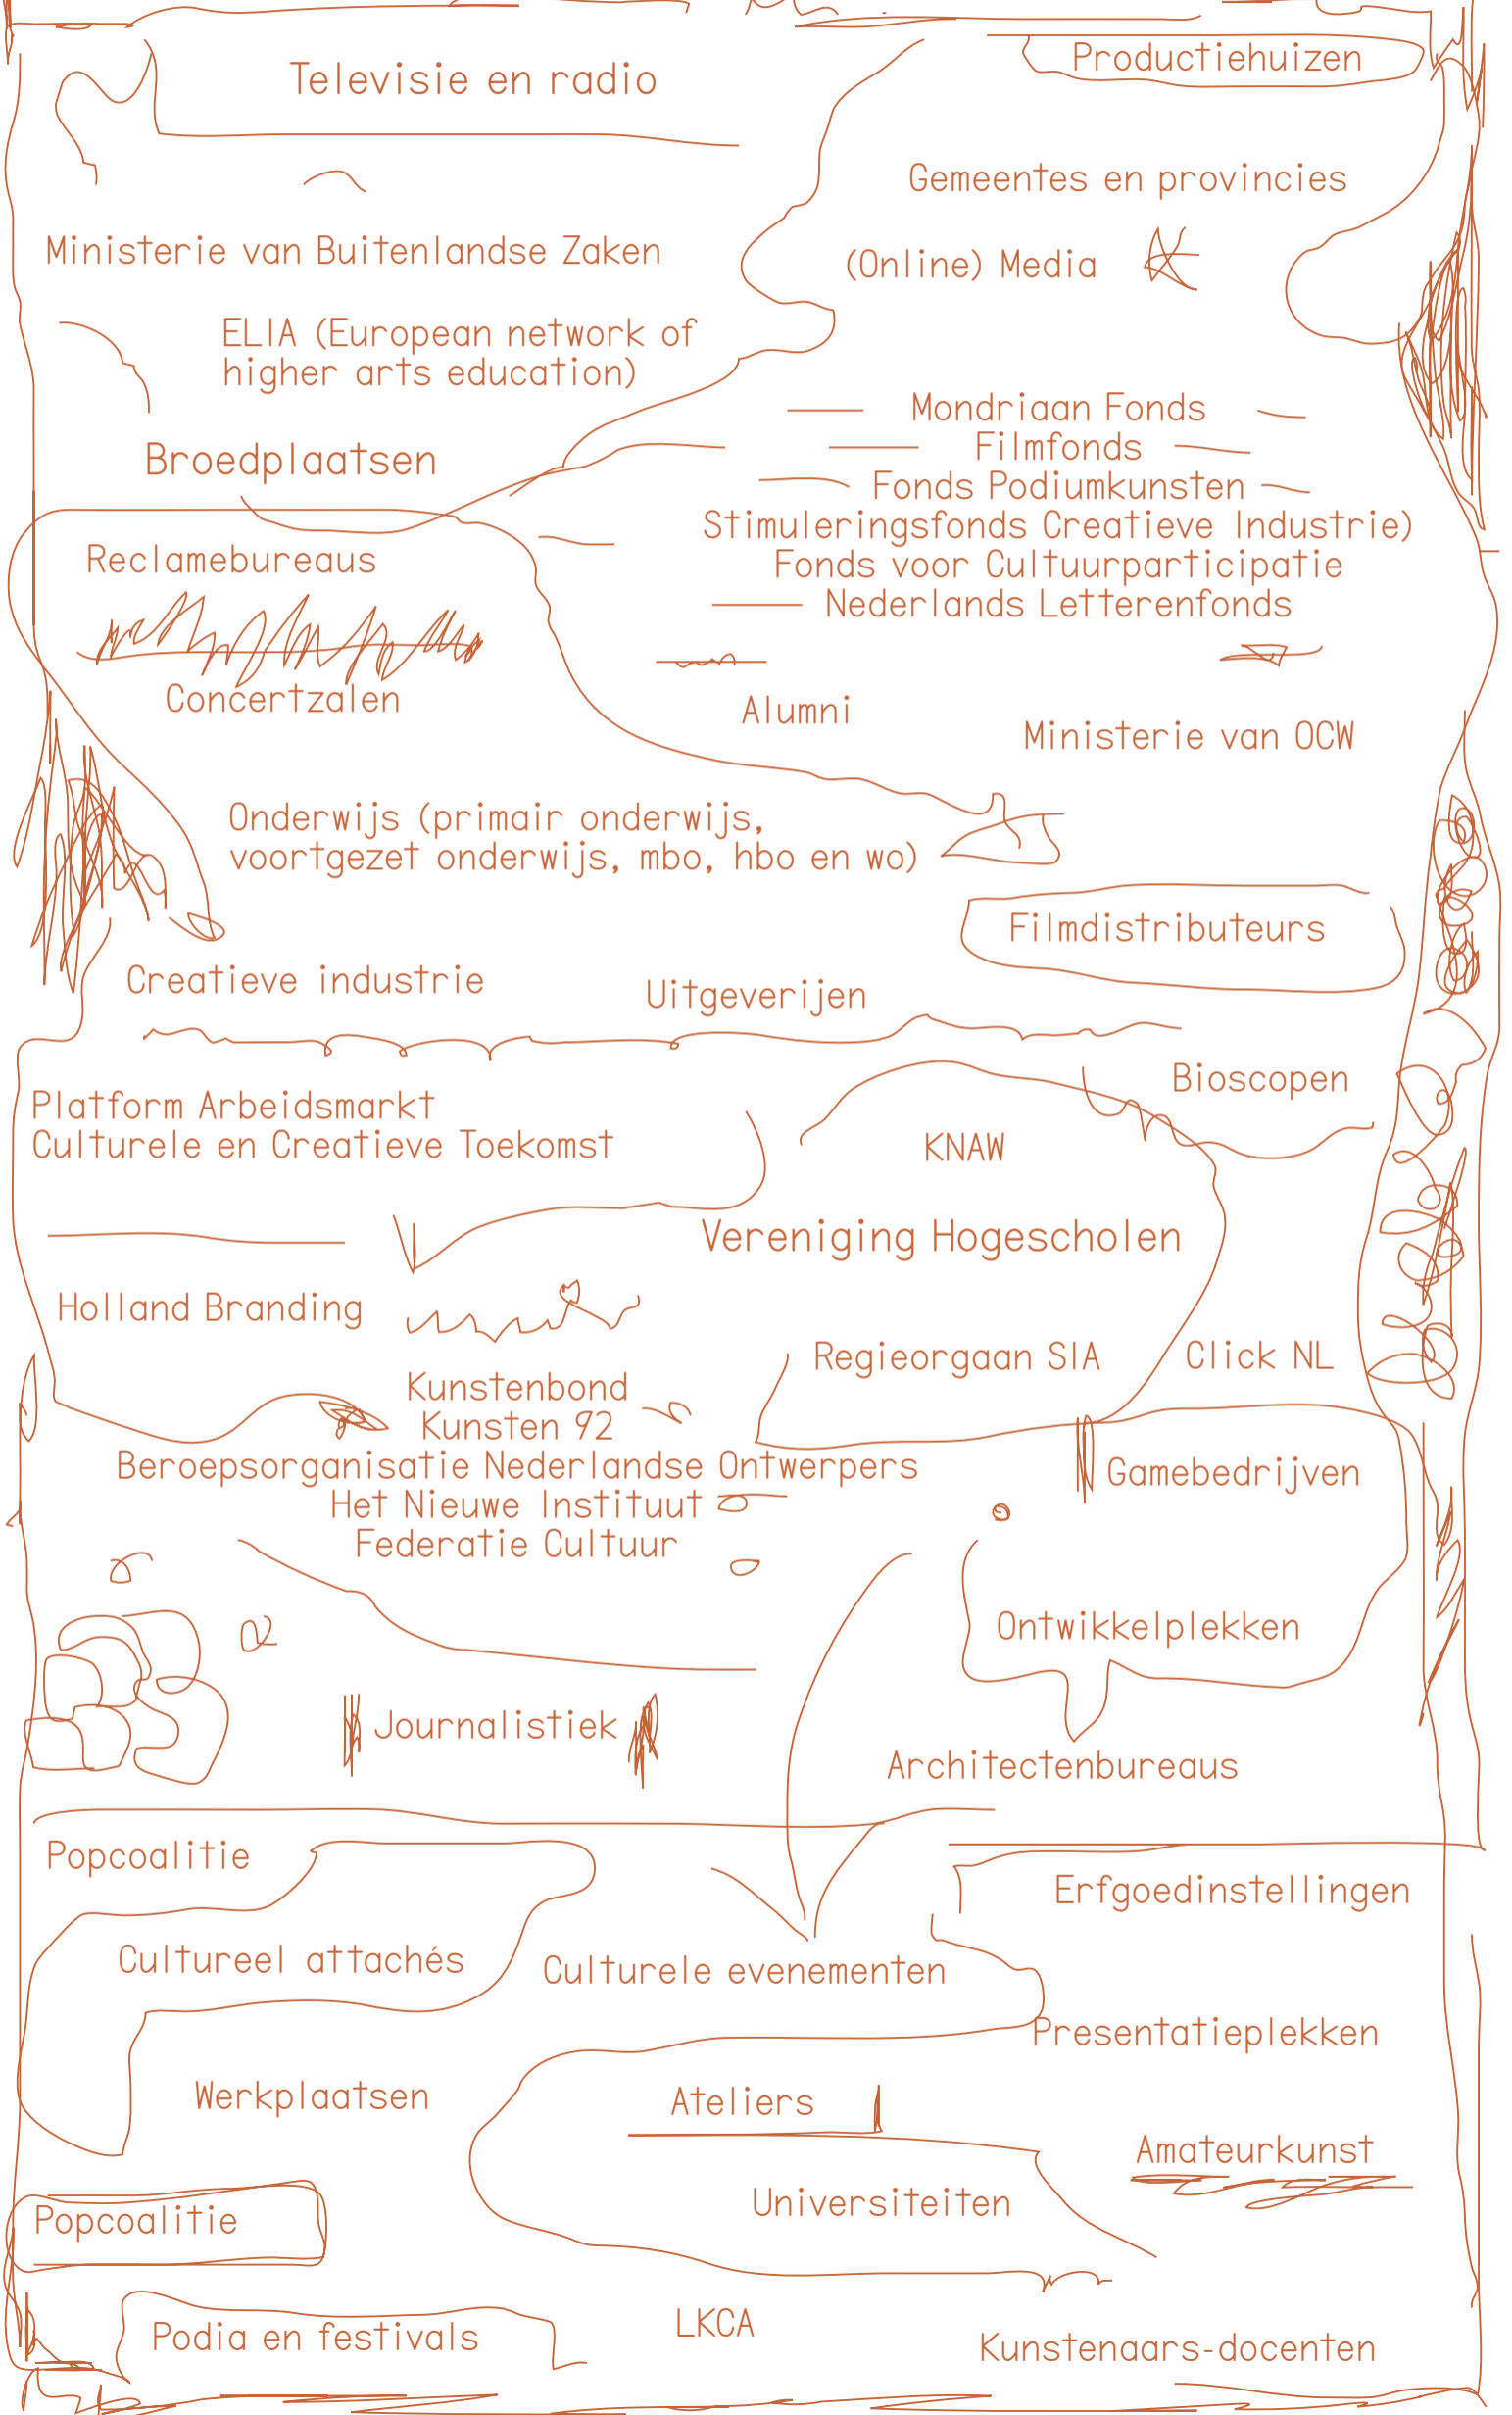 Productiehuizen
Televisie en radio
Gemeentes en provincies
Ministerie van Buitenlandse Zaken
(Online) Media
ELIA (European network of
higher arts education)
Mondriaan Fonds
Filmfonds
Broedplaatsen
Fonds Podiumkunsten
Stimuleringsfonds Creatieve Industrie)
Reclamebureaus
Fonds voor Cultuurparticipatie
Nederlands Letterenfonds
Concertzalen
Alumni
Ministerie van OCW
Onderwijs (primair onderwijs,
voortgezet onderwijs, mbo, hbo en wo)
Filmdistributeurs
Creatieve industrie
Uitgeverijen
Bioscopen
Platform Arbeidsmarkt
Culturele en Creatieve Toekomst
KNAW
Vereniging Hogescholen
Holland Branding
Regieorgaan SIA
Click NL
Kunstenbond
Kunsten 92
Beroepsorganisatie Nederlandse Ontwerpers
Gamebedrijven
Het Nieuwe Instituut
Federatie Cultuur
Ontwikkelplekken
Journalistiek
Architectenbureaus
Popcoalitie
Erfgoedinstellingen
Cultureel attachés
Culturele evenementen
Presentatieplekken
Werkplaatsen
Ateliers
Amateurkunst
Universiteiten
Popcoalitie
LKCA
Podia en festivals
Kunstenaars-docenten